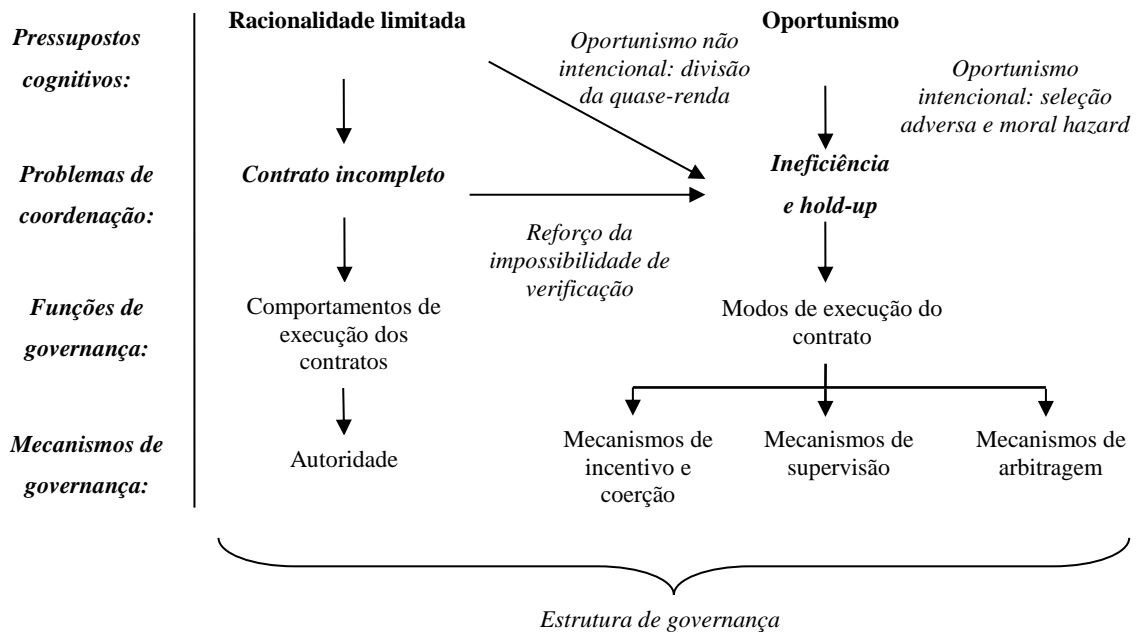 Racionalidade limitada
Oportunismo
Pressupostos
cognitivos:
Oportunismo não
intencional: divisão
da quase-renda
Oportunismo
intencional: seleção
adversa e moral hazard
Problemas de
coordenação:
Contrato incompleto
Ineficiência
e hold-up
Reforço da
impossibilidade de
verificação
Funções de
governança:
Comportamentos de
execução dos
contratos
Modos de execução do
contrato
Mecanismos de
governança:
Autoridade
Mecanismos de
incentivo e
coerção
Mecanismos de
supervisão
Mecanismos de
arbitragem
Estrutura de governança